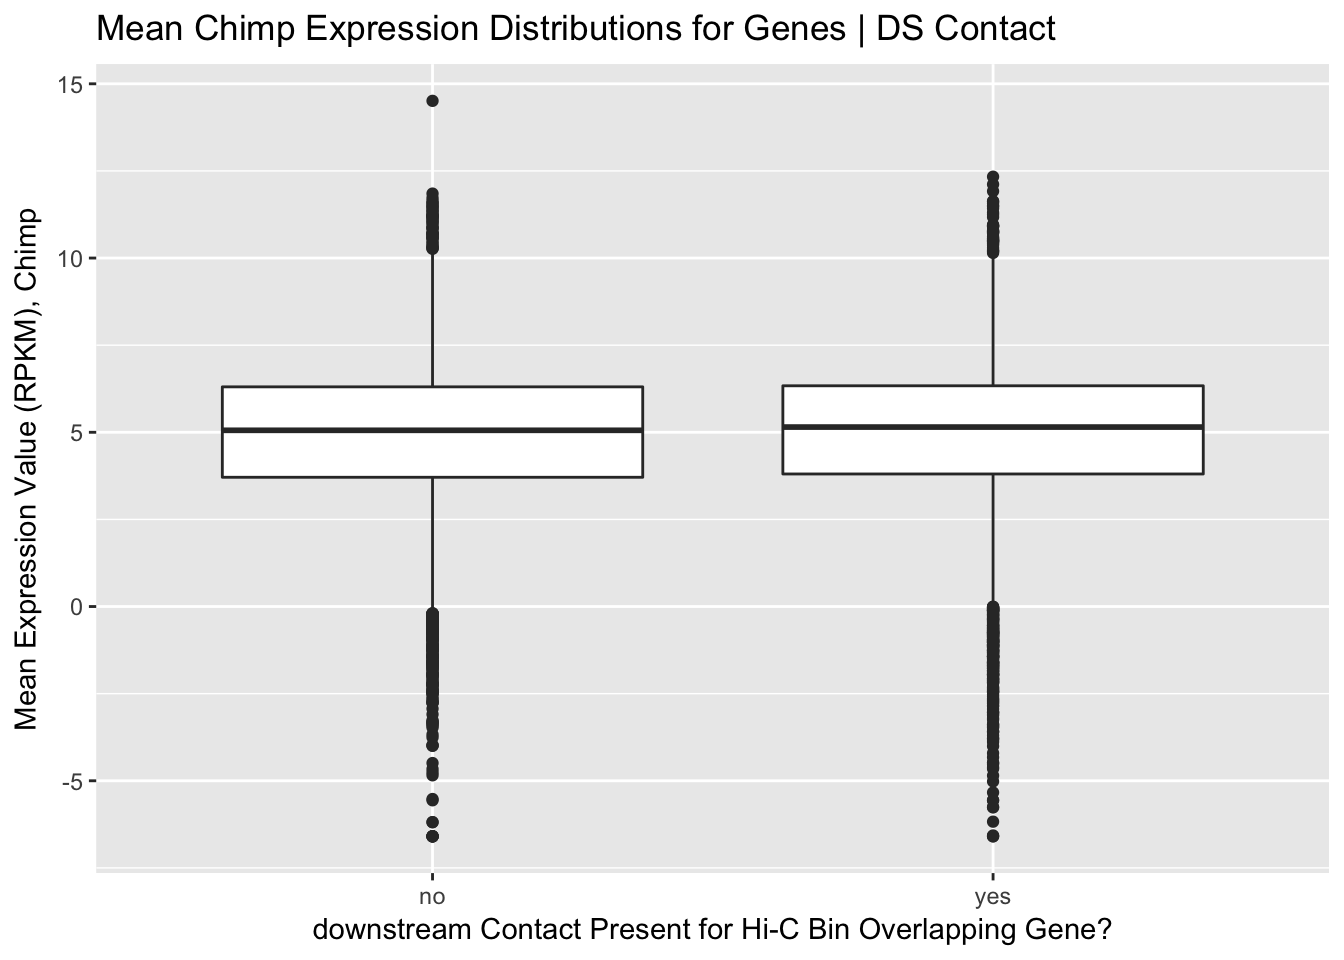 Mean Chimp Expression Distributions for Genes | DS Contact
Mean Expression Value (RPKM), Chimp
15
10
5
0
-5
no
yes
downstream Contact Present for Hi-C Bin Overlapping Gene?